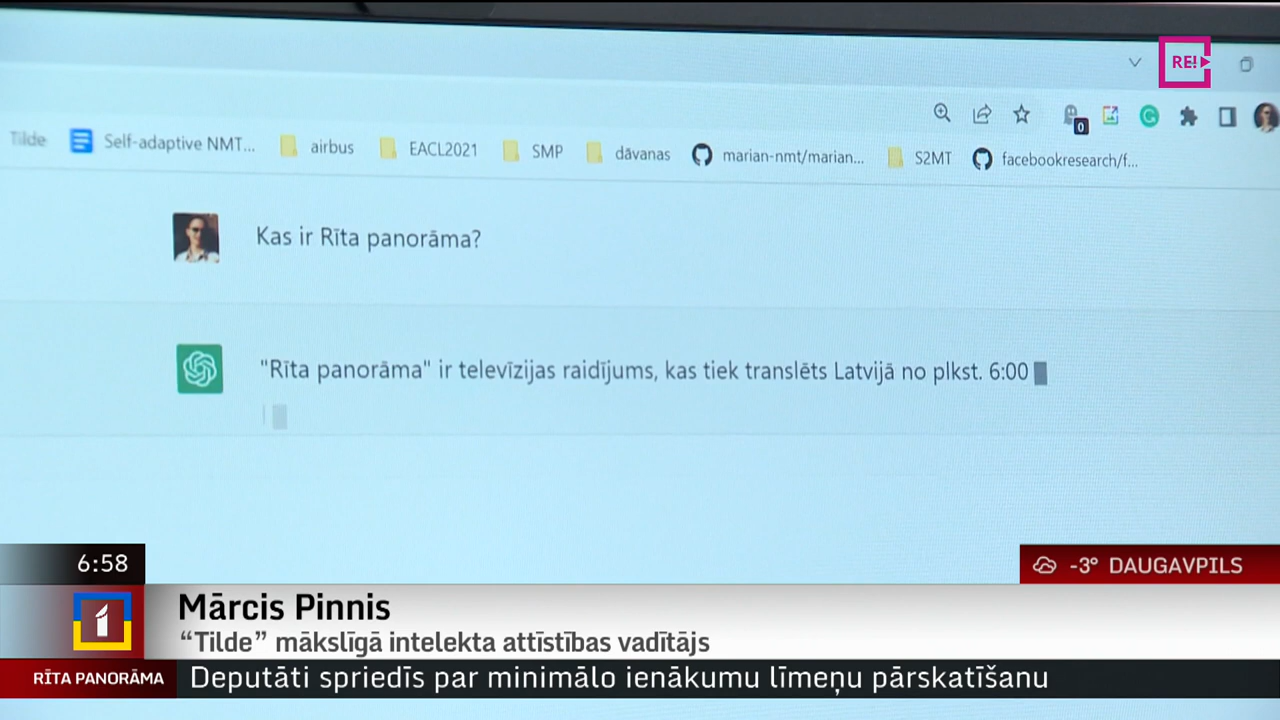 RE!
Tilde
Self-adaptive NMT...
airbus
EACL2021
SMP
dāvanas
marian-nmt/marian...
S2MT
facebookresearch/f...
0
Kas ir Rīta panorāma?
"Rīta panorāma" ir televīzijas raidījums, kas tiek translēts Latvijā no plkst. 6:00
6:58
-3° DAUGAVPILS
1
Mārcis Pinnis
“Tilde” mākslīgā intelekta attīstības vadītājs
RĪTA PANORĀMA
Deputāti spriedīs par minimālo ienākumu līmeņu pārskatīšanu